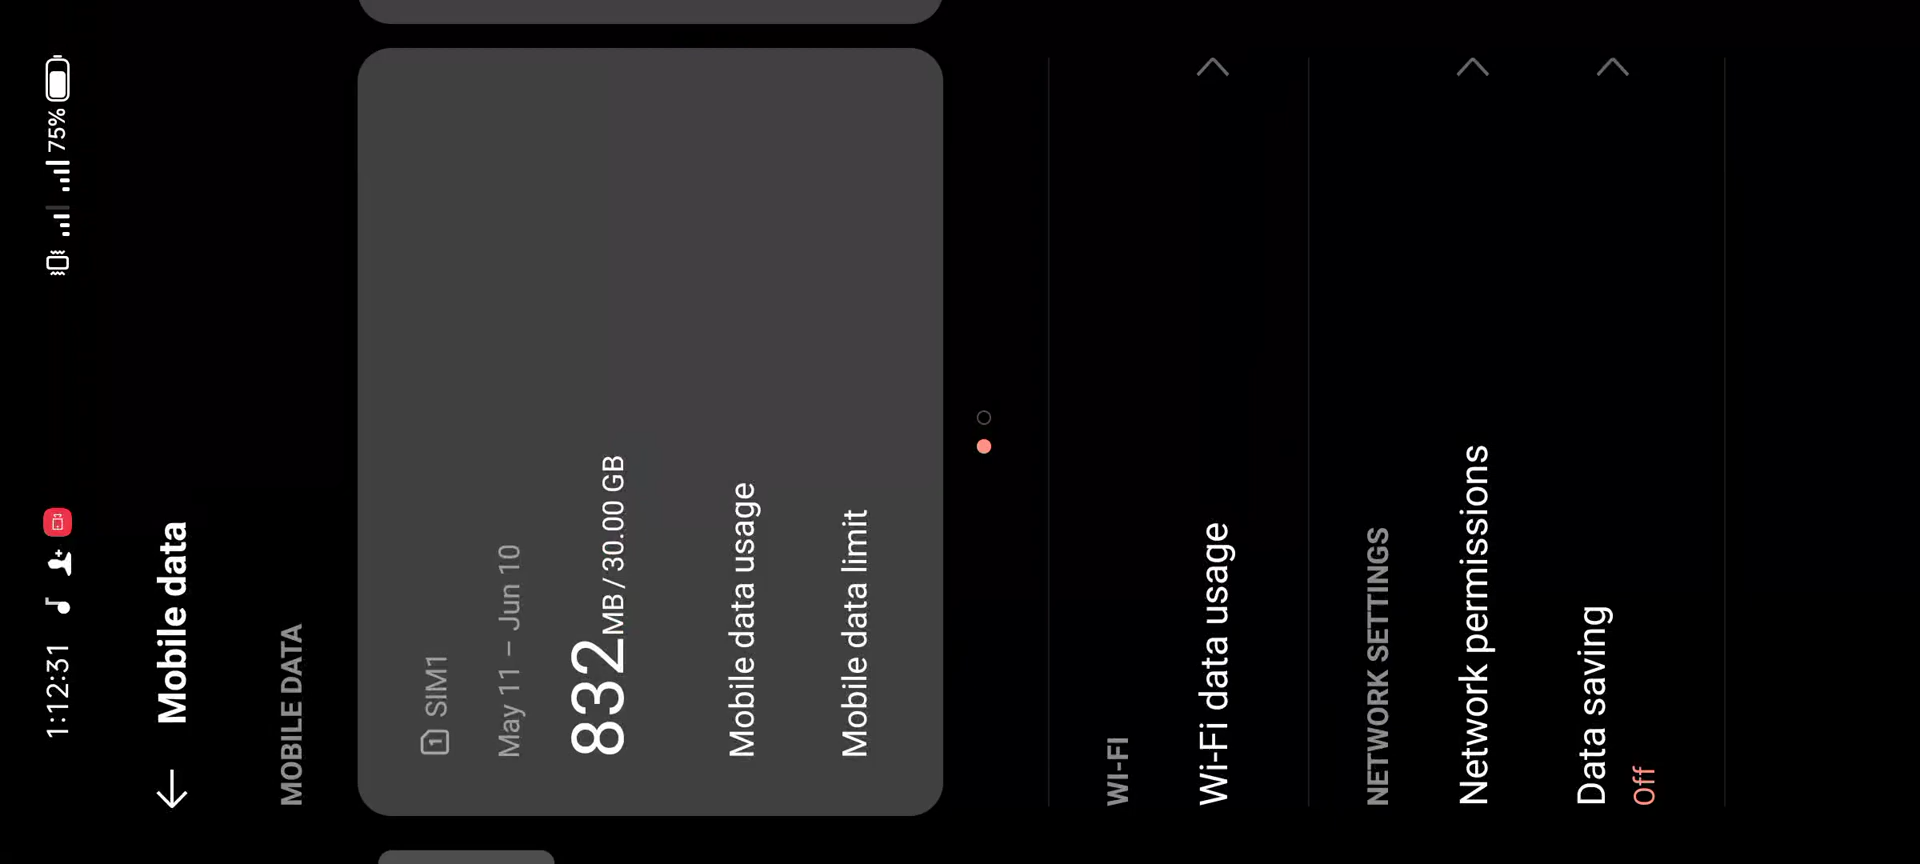 1:12:31 75%
Mobile data
MOBILE DATA
1 SIM1
May 11 – Jun 10
832MB / 30.00 GB
Mobile data usage
Mobile data limit
WI-FI
Wi-Fi data usage
NETWORK SETTINGS
Network permissions
Data saving
Off